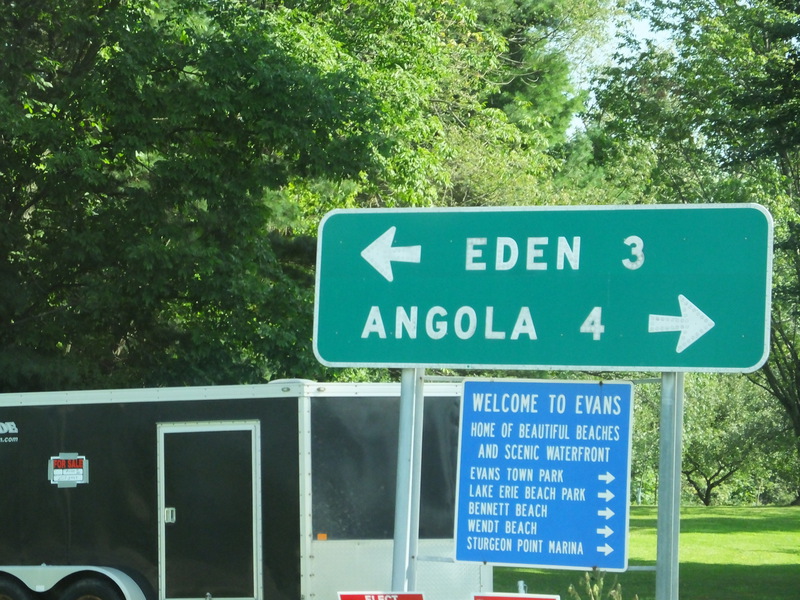 EDEN 3
ANGOLA 4
WELCOME TO EVANS
HOME OF BEAUTIFUL BEACHES
AND SCENIC WATERFRONT
EVANS TOWN PARK
LAKE ERIE BEACH PARK
BENNETT BEACH
WENDT BEACH
STURGEON POINT MARINA
FOR SALE
ELECT